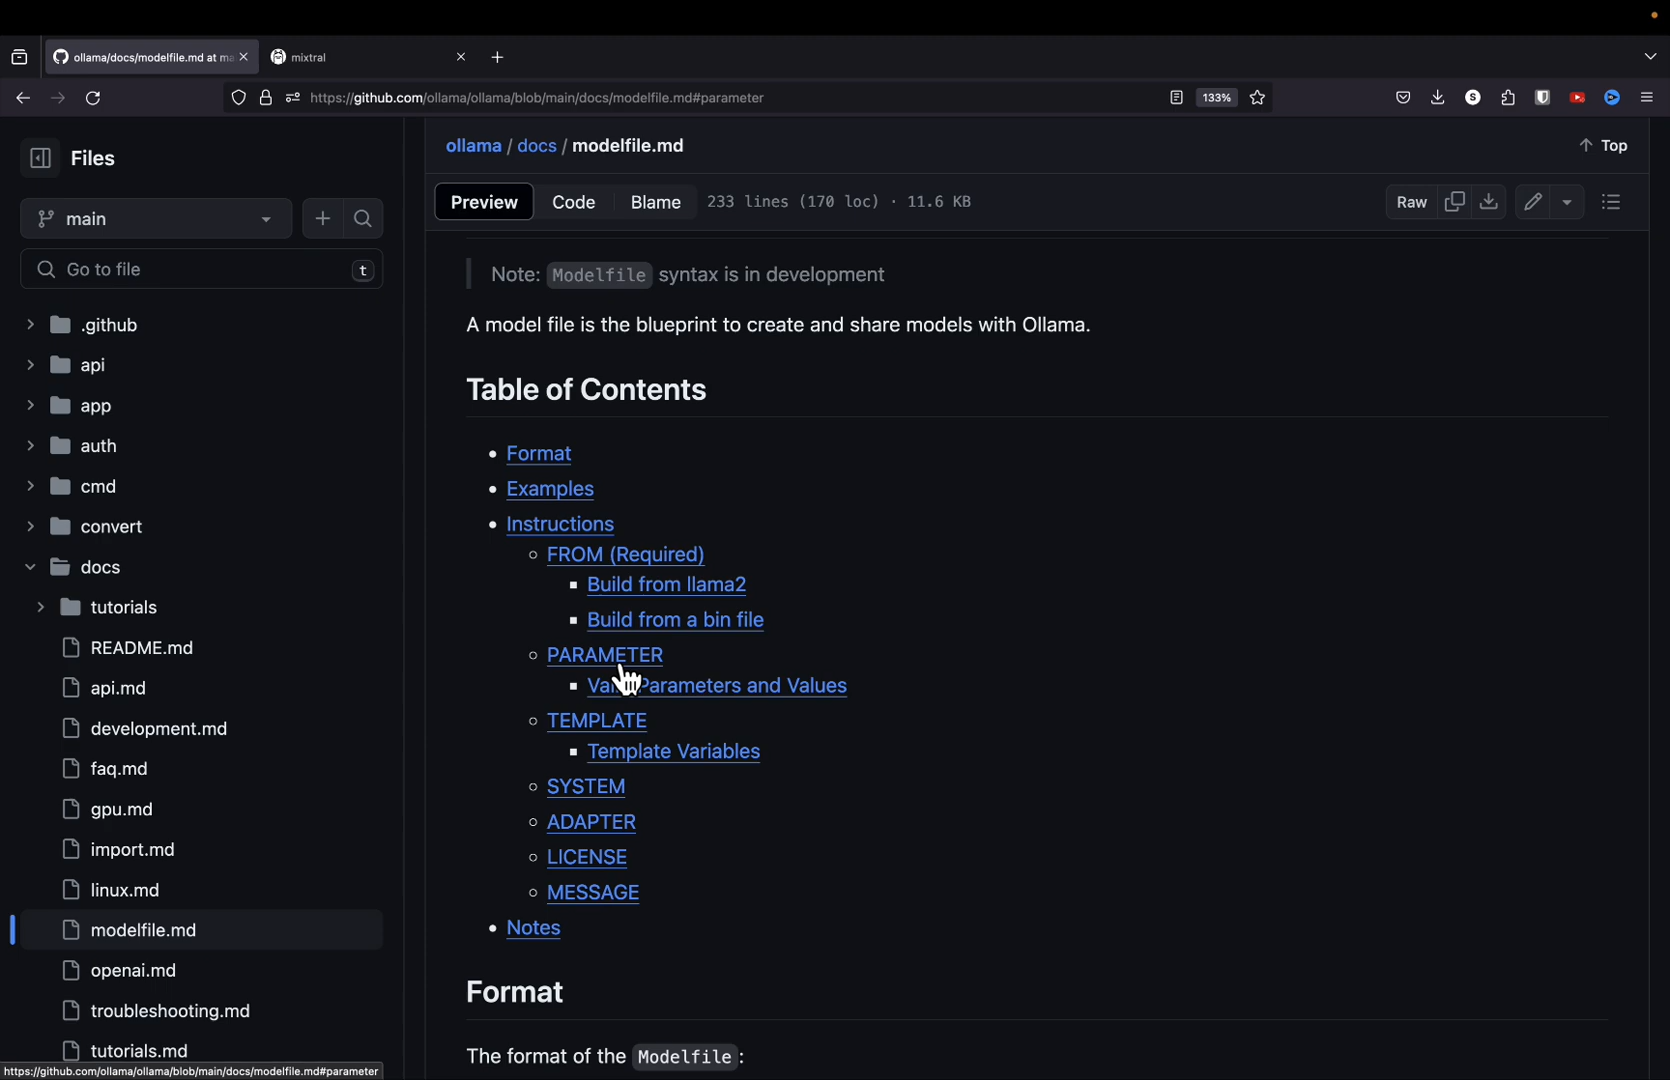 ollama/docs/modelfile.md at ma
mixtral
https://github.com/ollama/ollama/blob/main/docs/modelfile.md#parameter
133%
S
Files
main
Go to file
t
.github
api
app
auth
cmd
convert
docs
tutorials
README.md
api.md
development.md
faq.md
gpu.md
import.md
linux.md
modelfile.md
openai.md
troubleshooting.md
tutorials.md
https://github.com/ollama/ollama/blob/main/docs/modelfile.md#parameter
ollama / docs / modelfile.md
Top
Preview Code Blame 233 lines (170 loc) · 11.6 KB
Raw
Note: Modelfile syntax is in development
A model file is the blueprint to create and share models with Ollama.
Table of Contents
Format
Examples
Instructions
FROM (Required)
Build from llama2
Build from a bin file
PARAMETER
Parameters and Values
TEMPLATE
Template Variables
SYSTEM
ADAPTER
LICENSE
MESSAGE
Notes
Format
The format of the Modelfile :